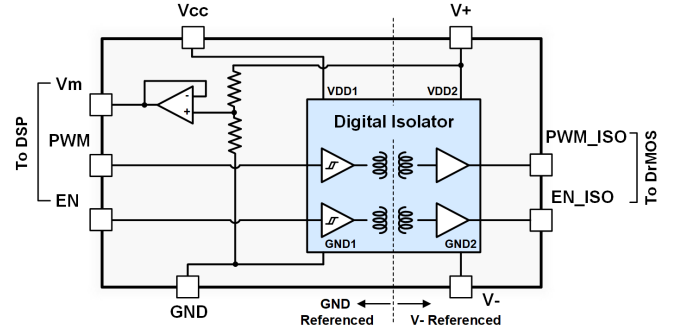 Vcc
V+
Vm
VDD1
VDD2
-
+
Digital Isolator
To DSP
PWM
PWM_ISO
EN
EN_ISO
To DrMOS
GND1
GND2
GND
V-
GND
Referenced
V- Referenced